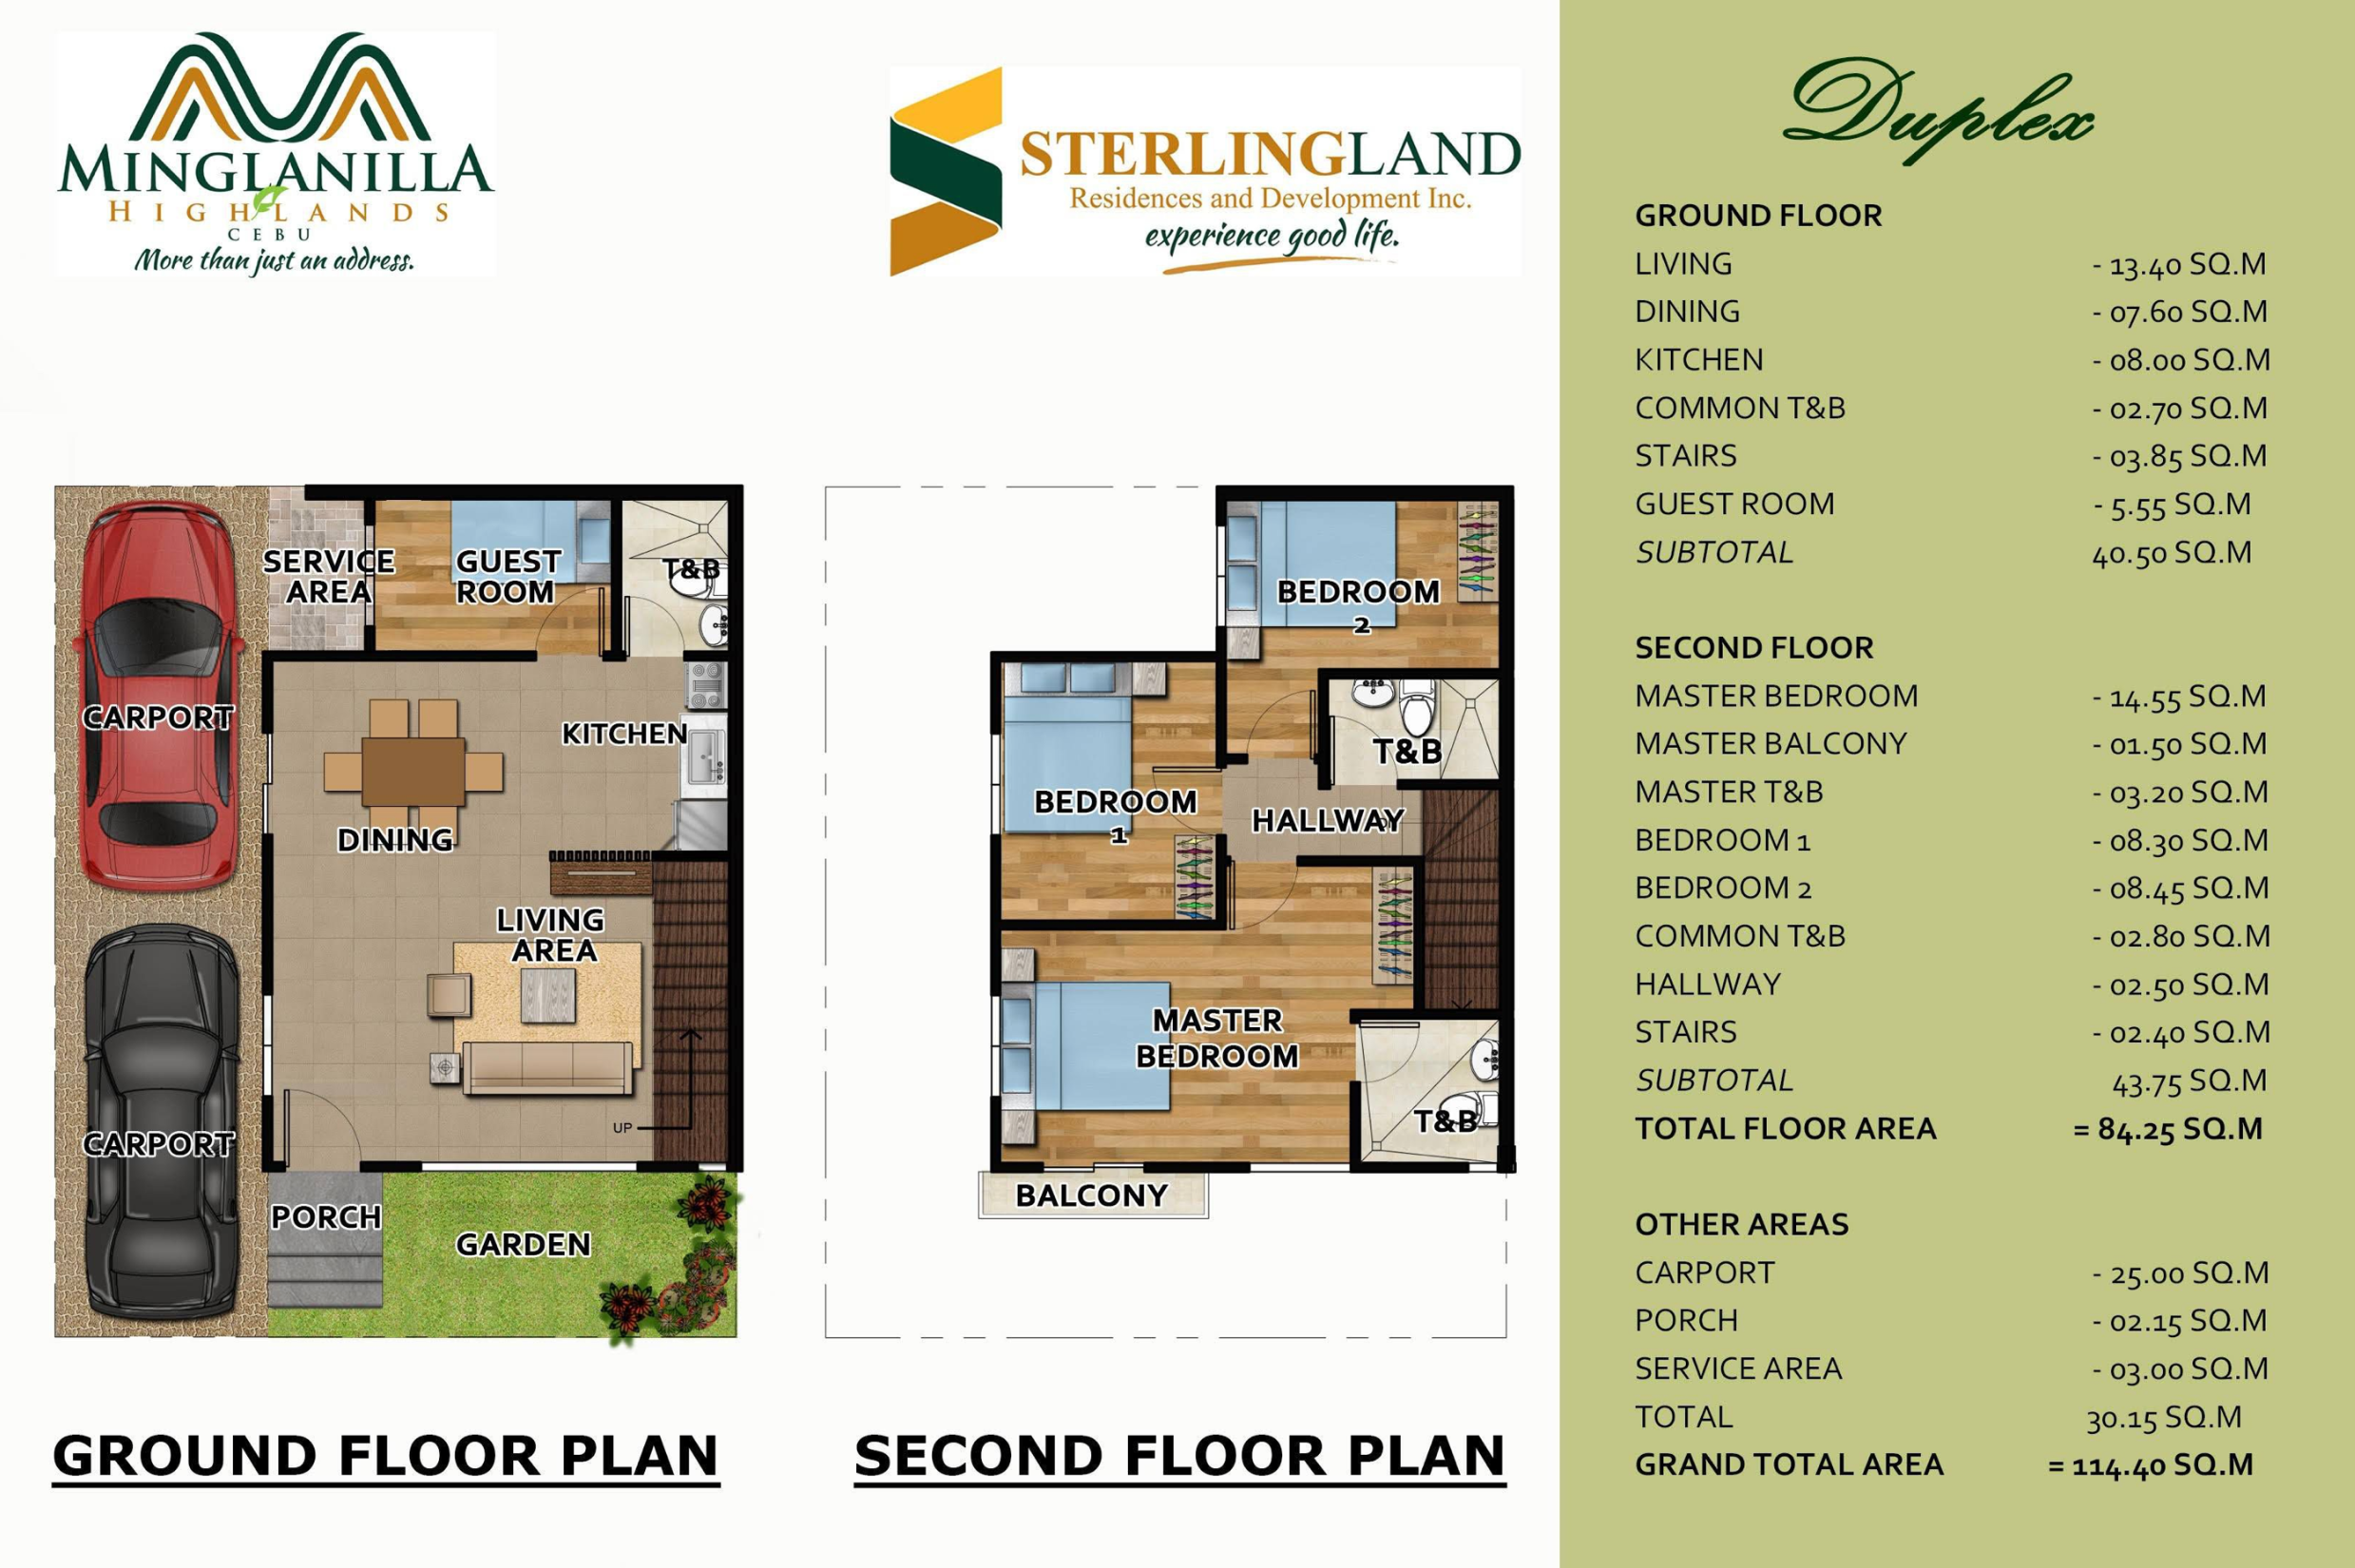 MINGLANILLA
HIGHLANDS
CEBU
More than just an address.
STERLINGLAND
Residences and Development Inc.
experience good life.
SERVICE
AREA
GUEST
ROOM
T&B
CARPORT
KITCHEN
DINING
LIVING
AREA
UP
CARPORT
PORCH
GARDEN
GROUND FLOOR PLAN
BEDROOM
2
T&B
BEDROOM
1
HALLWAY
MASTER
BEDROOM
T&B
BALCONY
SECOND FLOOR PLAN
Duplex
GROUND FLOOR
LIVING - 13.40 SQ.M
DINING - 07.60 SQ.M
KITCHEN - 08.00 SQ.M
COMMON T&B - 02.70 SQ.M
STAIRS - 03.85 SQ.M
GUEST ROOM - 5.55 SQ.M
SUBTOTAL 40.50 SQ.M
SECOND FLOOR
MASTER BEDROOM - 14.55 SQ.M
MASTER BALCONY - 01.50 SQ.M
MASTER T&B - 03.20 SQ.M
BEDROOM 1 - 08.30 SQ.M
BEDROOM 2 - 08.45 SQ.M
COMMON T&B - 02.80 SQ.M
HALLWAY - 02.50 SQ.M
STAIRS - 02.40 SQ.M
SUBTOTAL 43.75 SQ.M
TOTAL FLOOR AREA = 84.25 SQ.M
OTHER AREAS
CARPORT - 25.00 SQ.M
PORCH - 02.15 SQ.M
SERVICE AREA - 03.00 SQ.M
TOTAL 30.15 SQ.M
GRAND TOTAL AREA = 114.40 SQ.M